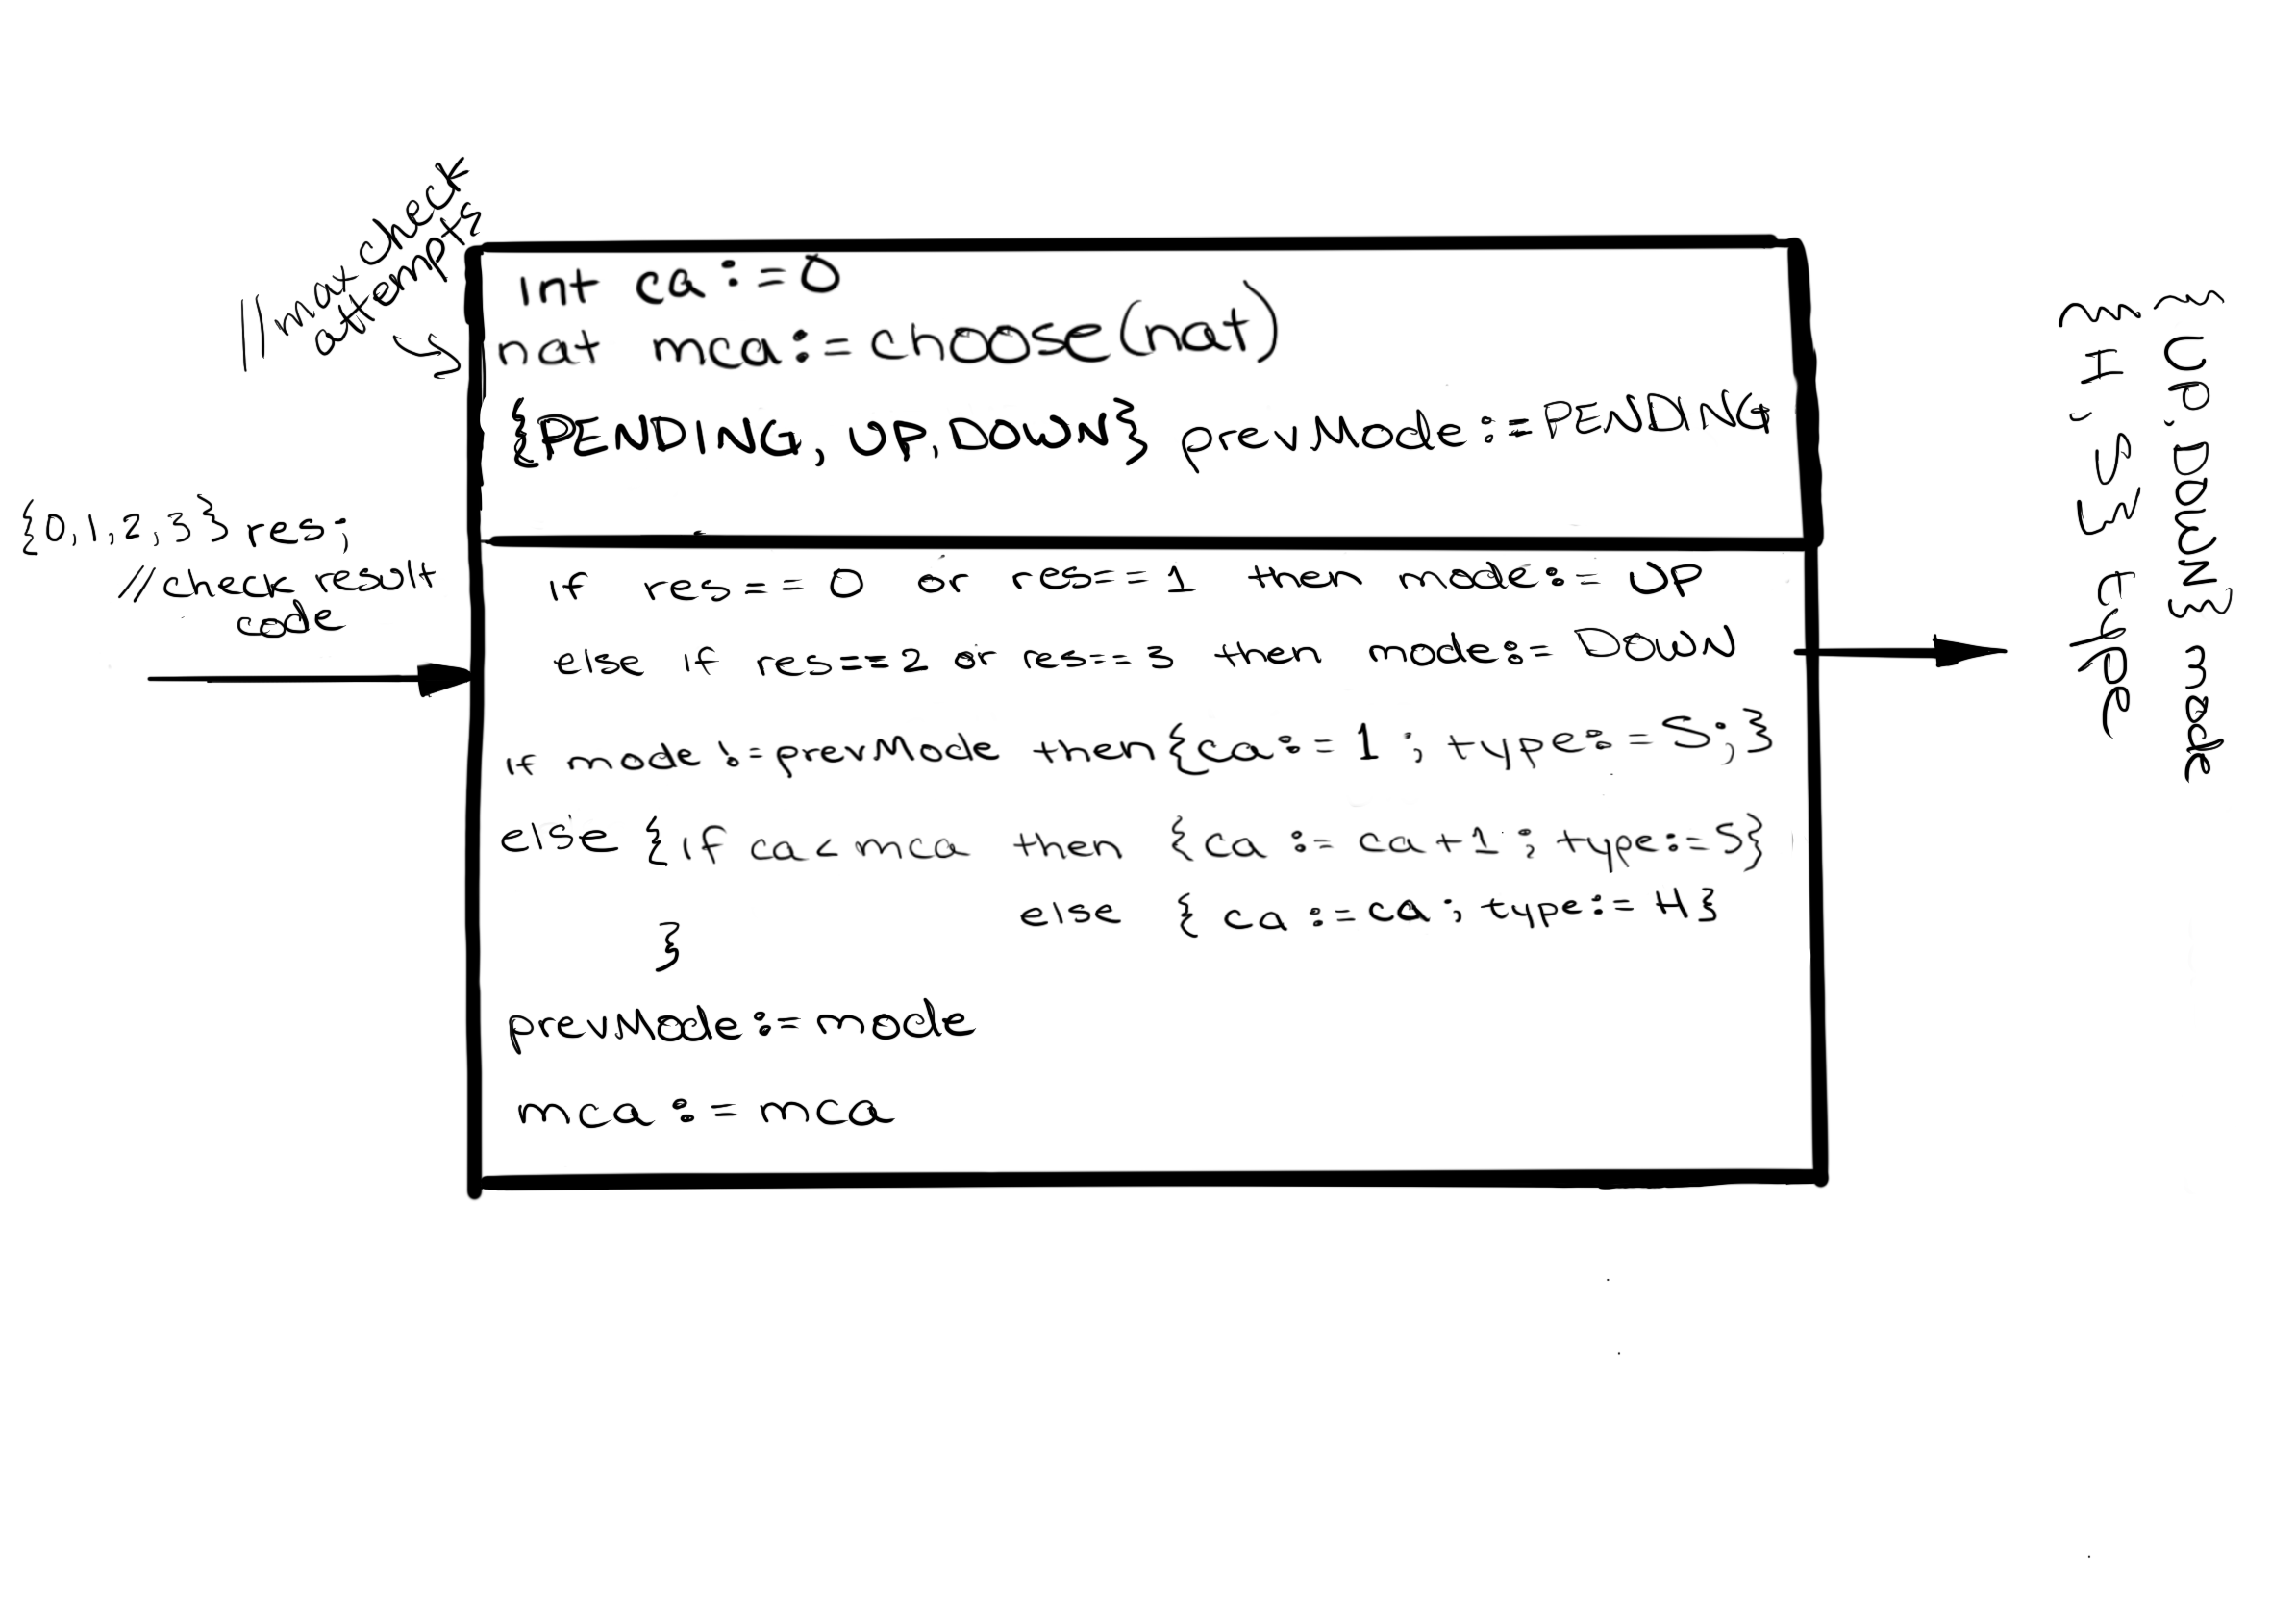 //max check
attempts
int ca := 0
nat mca := choose(nat)
{PENDING, UP, DOWN} prevMode := PENDING
{0,1,2,3} res;
//check result
code
if res == 0 or res == 1 then mode := UP
else if res == 2 or res == 3 then mode := DOWN
if mode != prevMode then {ca := 1 ; type := S;}
else {if ca < mca then {ca := ca+1 ; type := S}
else { ca := ca ; type := H}
}
prevMode := mode
mca := mca
{UP, DOWN} mode
{H, S} type